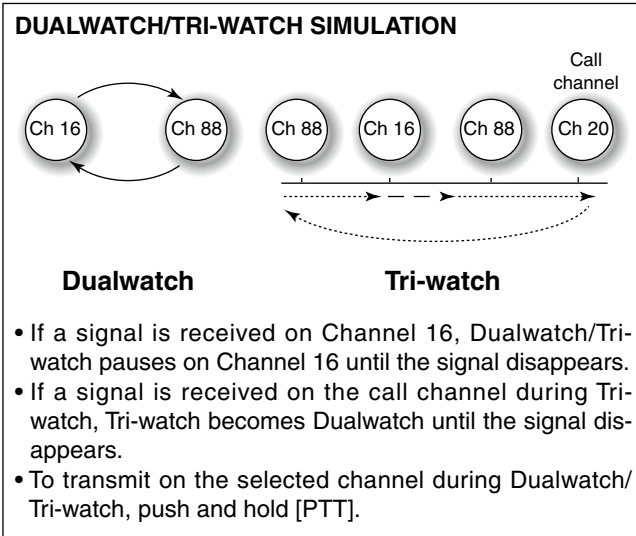 DUALWATCH/TRI-WATCH SIMULATION
Call
channel
Ch 16
Ch 88
Ch 88
Ch 16
Ch 88
Ch 20
Dualwatch
Tri-watch
• If a signal is received on Channel 16, Dualwatch/Tri-
watch pauses on Channel 16 until the signal disappears.
• If a signal is received on the call channel during Tri-
watch, Tri-watch becomes Dualwatch until the signal dis-
appears.
• To transmit on the selected channel during Dualwatch/
Tri-watch, push and hold [PTT].